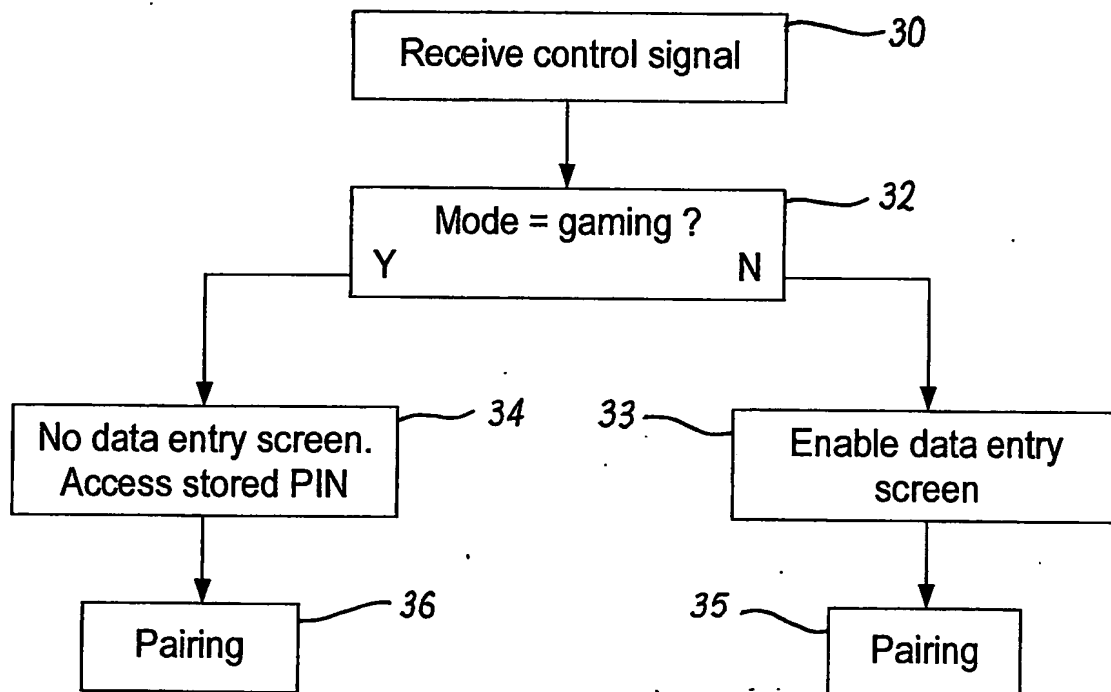 Receive control signal
30
Mode = gaming ?
Y N
32
No data entry screen.
Access stored PIN
34
33
Enable data entry
screen
Pairing
36
35
Pairing